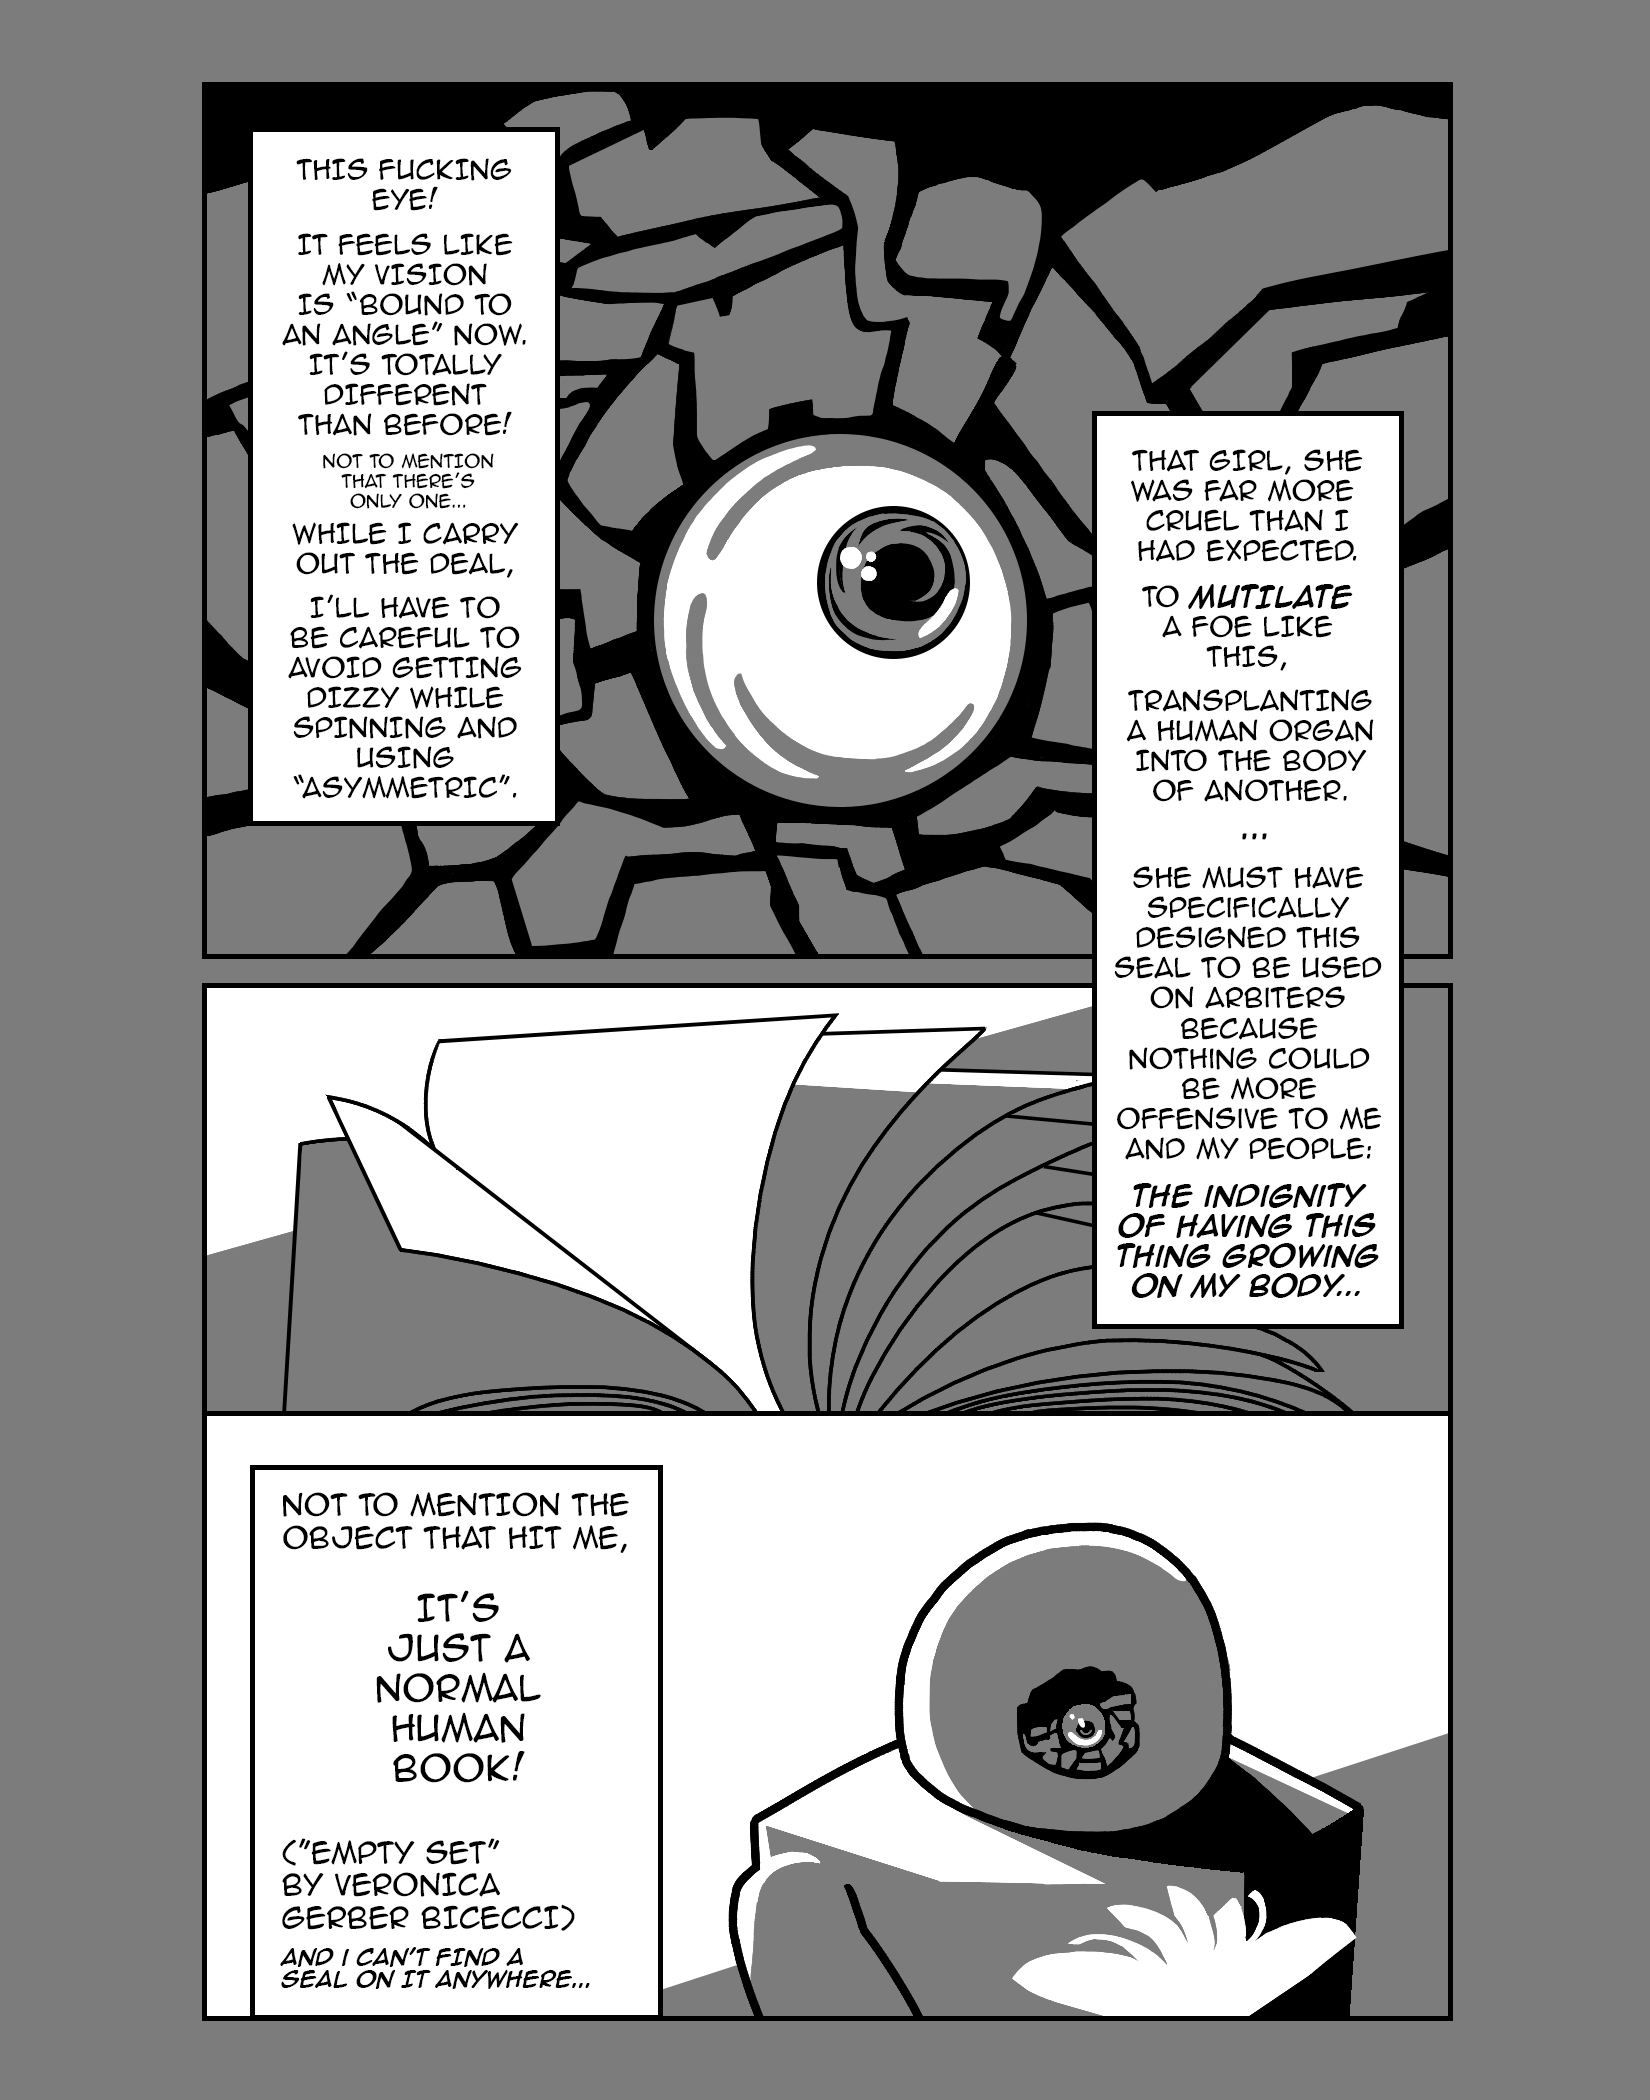 THIS FUCKING
EYE!
IT FEELS LIKE
MY VISION
IS "BOUND TO
AN ANGLE" NOW.
IT'S TOTALLY
DIFFERENT
THAN BEFORE!
NOT TO MENTION
THAT THERE'S
ONLY ONE...
WHILE I CARRY
OUT THE DEAL,
I'LL HAVE TO
BE CAREFUL TO
AVOID GETTING
DIZZY WHILE
SPINNING AND
USING
"ASYMMETRIC".
THAT GIRL, SHE
WAS FAR MORE
CRUEL THAN I
HAD EXPECTED.
TO MUTILATE
A FOE LIKE
THIS,
TRANSPLANTING
A HUMAN ORGAN
INTO THE BODY
OF ANOTHER.
...
SHE MUST HAVE
SPECIFICALLY
DESIGNED THIS
SEAL TO BE USED
ON ARBITERS
BECAUSE
NOTHING COULD
BE MORE
OFFENSIVE TO ME
AND MY PEOPLE:
THE INDIGNITY
OF HAVING THIS
THING GROWING
ON MY BODY...
NOT TO MENTION THE
OBJECT THAT HIT ME,
IT'S
JUST A
NORMAL
HUMAN
BOOK!
("EMPTY SET"
BY VERONICA
GERBER BICECCI)
AND I CAN'T FIND A
SEAL ON IT ANYWHERE...